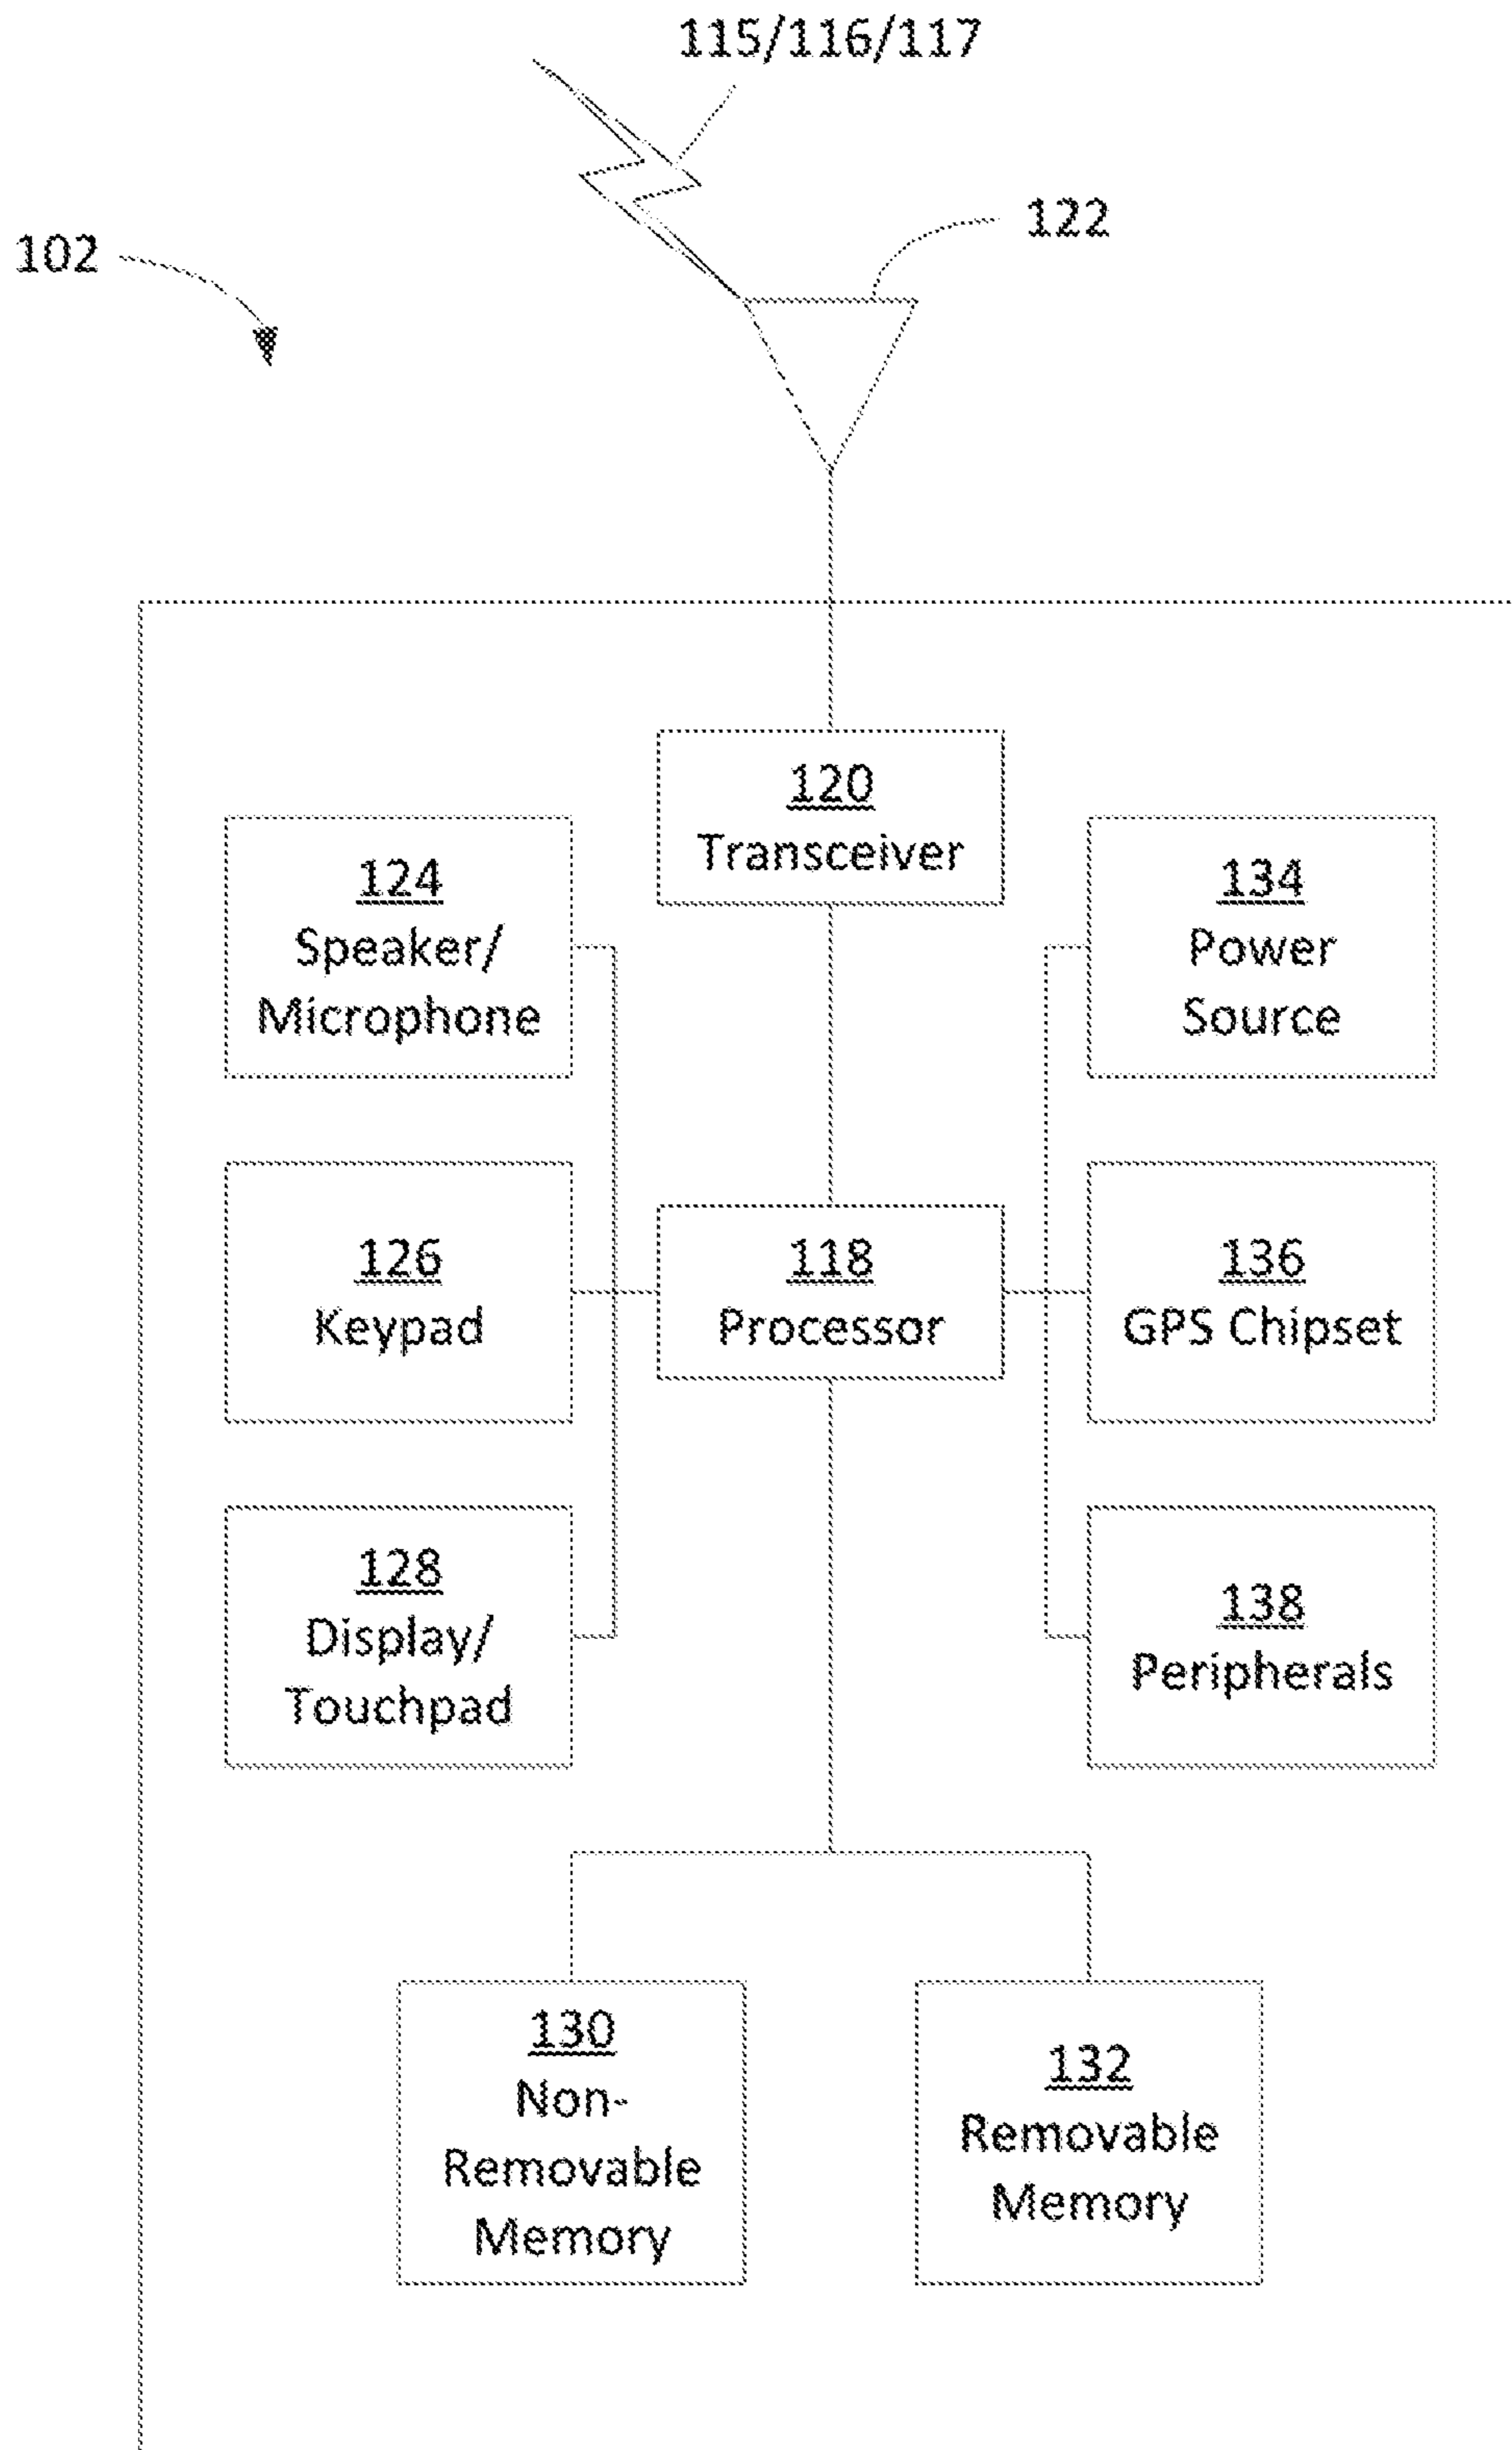 115/116/117
122
102
120
Transceiver
124
Speaker/
Microphone
134
Power
Source
126
Keypad
118
Processor
136
GPS Chipset
128
Display/
Touchpad
138
Peripherals
130
Non-
Removable
Memory
132
Removable
Memory